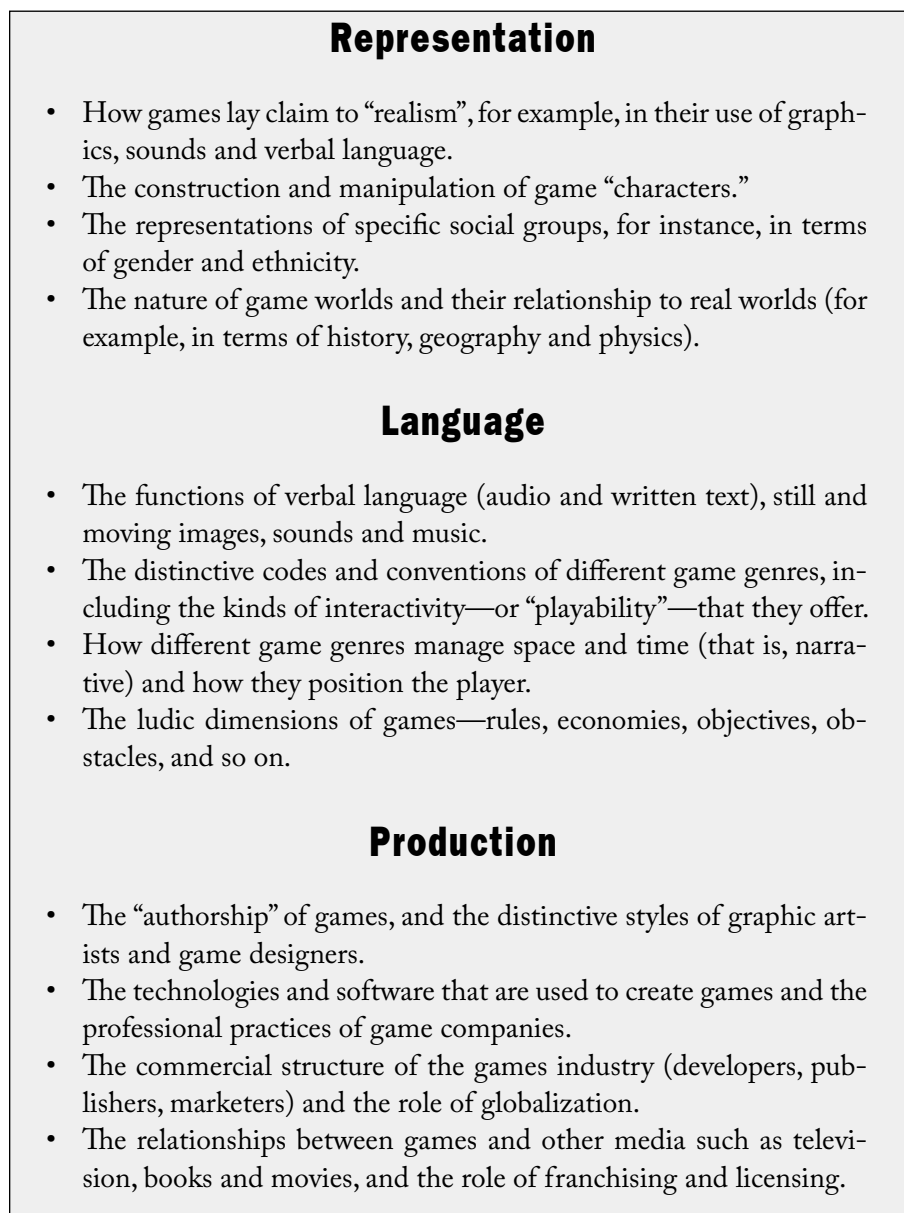 Representation
• How games lay claim to “realism”, for example, in their use of graph-
ics, sounds and verbal language.
• The construction and manipulation of game “characters.”
• The representations of specific social groups, for instance, in terms
of gender and ethnicity.
• The nature of game worlds and their relationship to real worlds (for
example, in terms of history, geography and physics).
Language
• The functions of verbal language (audio and written text), still and
moving images, sounds and music.
• The distinctive codes and conventions of different game genres, in-
cluding the kinds of interactivity—or “playability”—that they offer.
• How different game genres manage space and time (that is, narra-
tive) and how they position the player.
• The ludic dimensions of games—rules, economies, objectives, ob-
stacles, and so on.
Production
• The “authorship” of games, and the distinctive styles of graphic art-
ists and game designers.
• The technologies and software that are used to create games and the
professional practices of game companies.
• The commercial structure of the games industry (developers, pub-
lishers, marketers) and the role of globalization.
• The relationships between games and other media such as televi-
sion, books and movies, and the role of franchising and licensing.